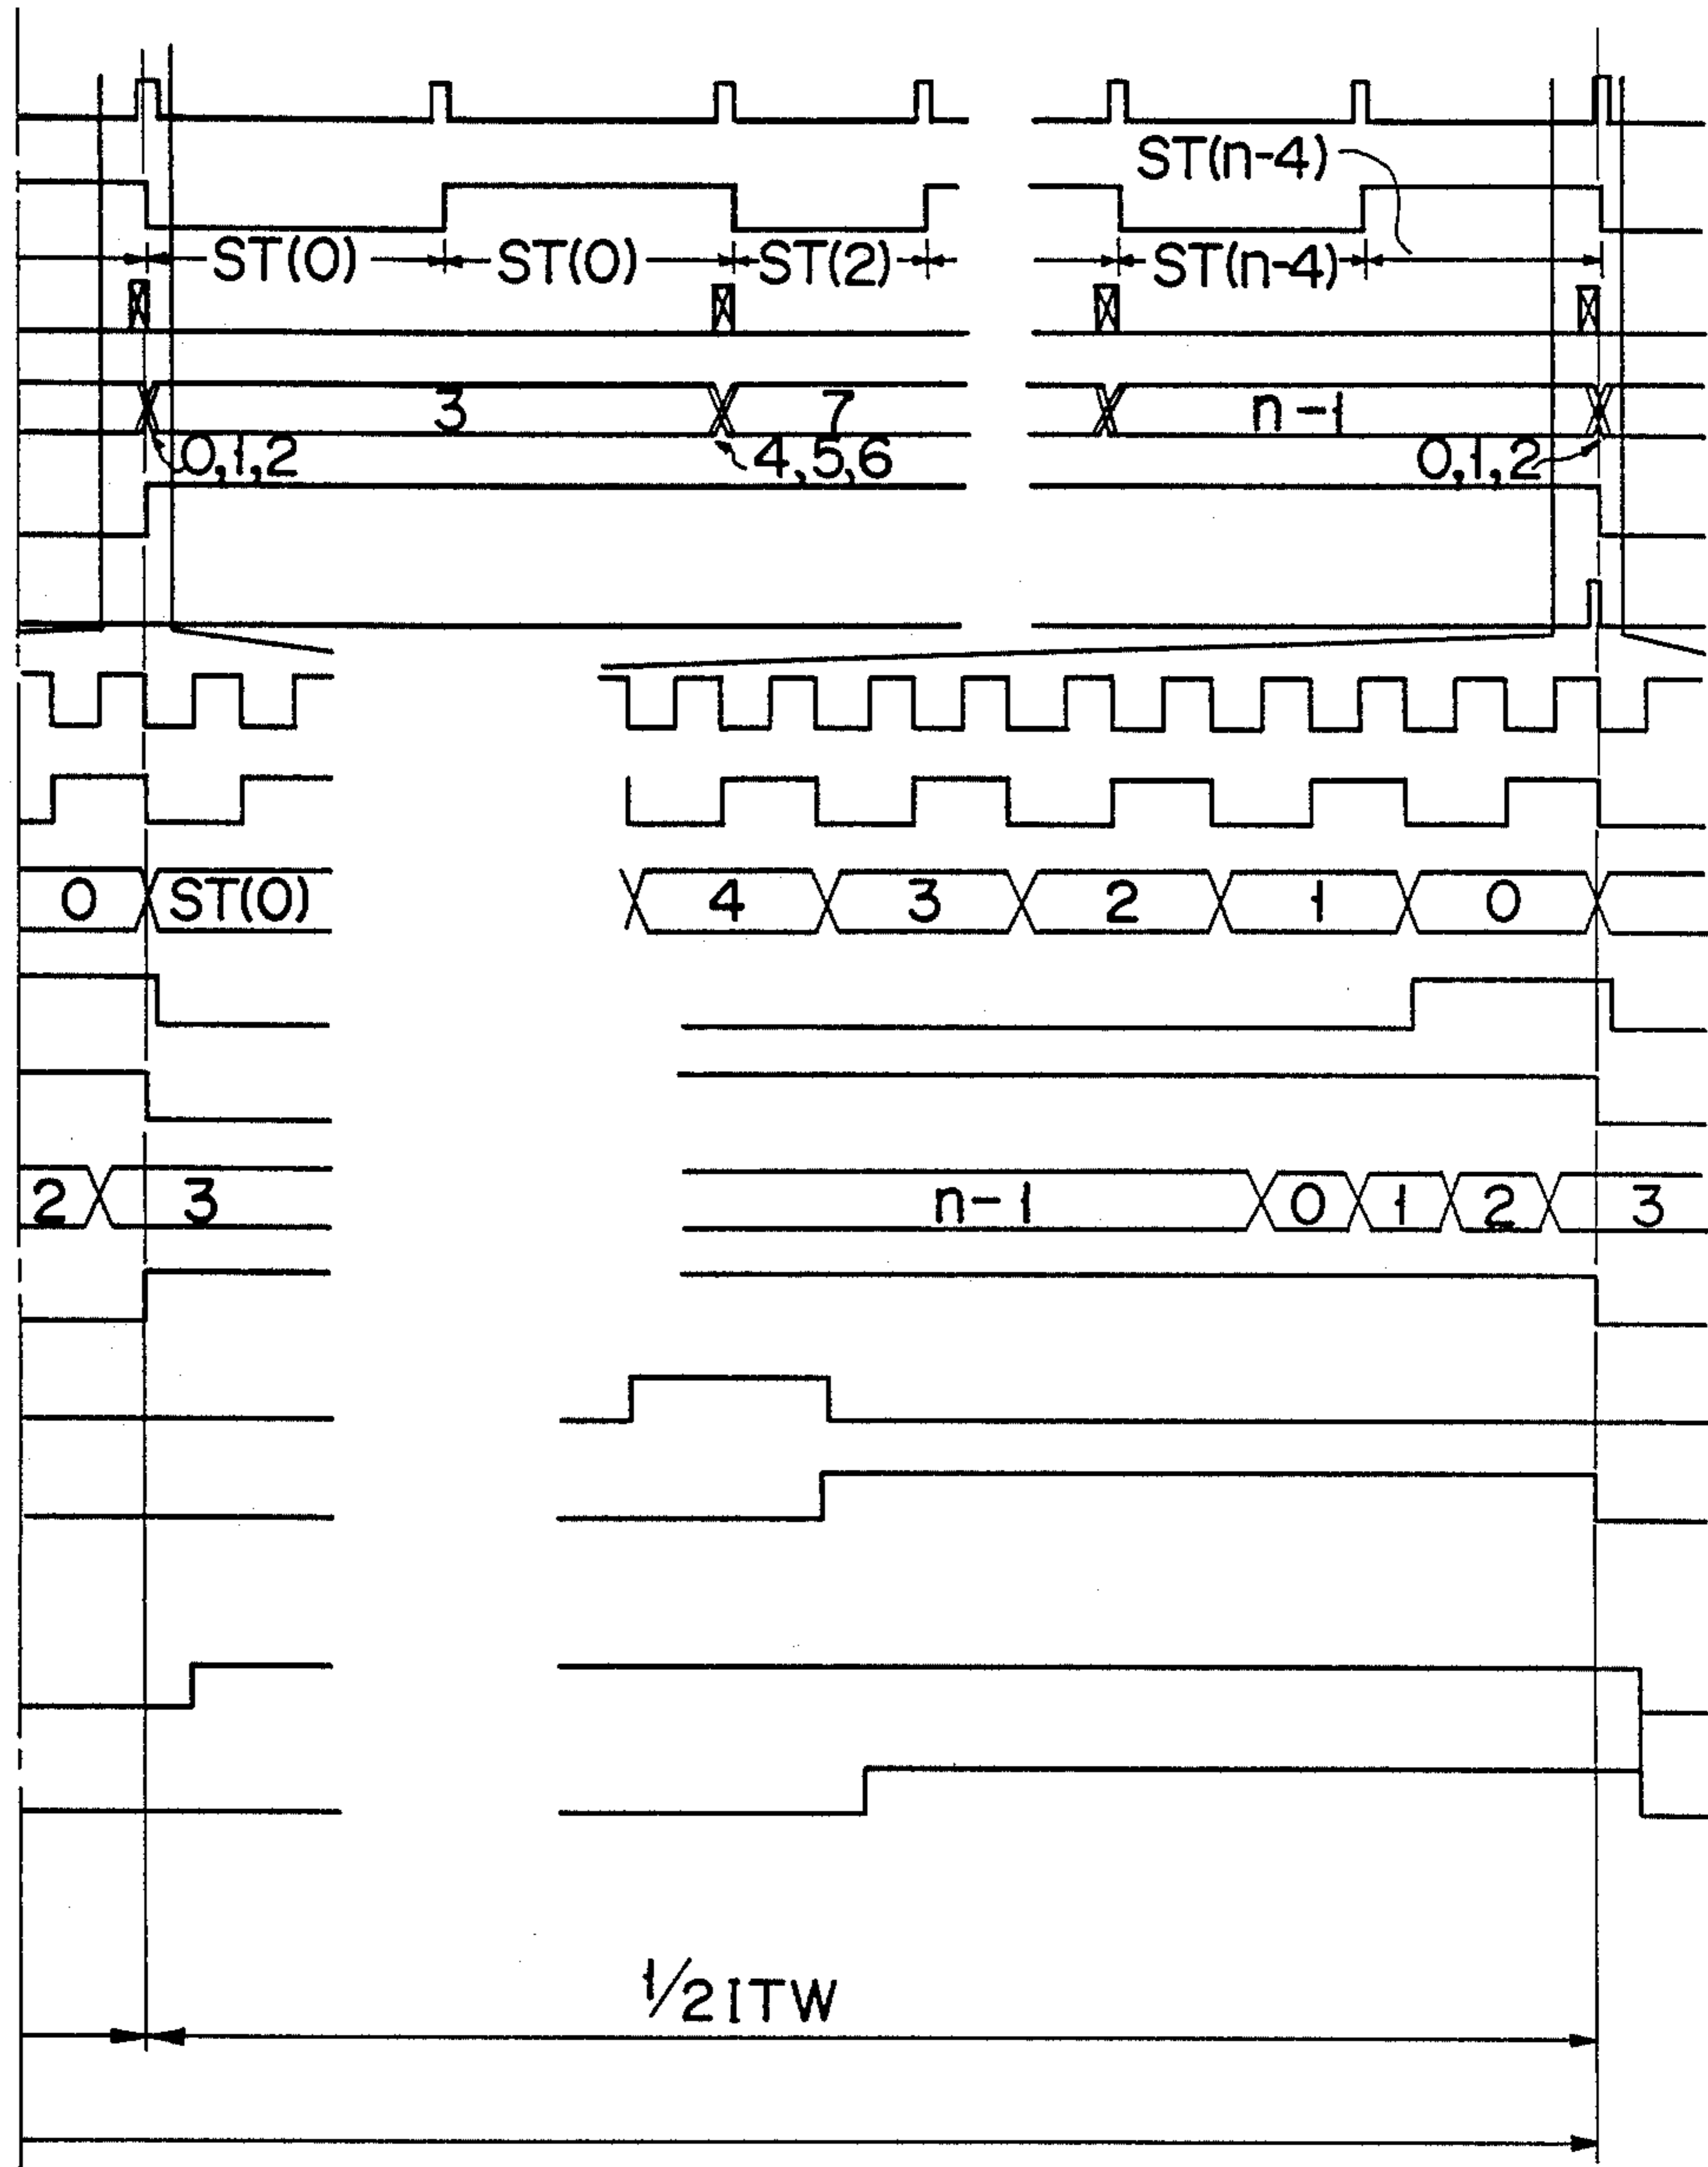 ST(n-4)
ST(0) ST(0) ST(2) ST(n-4)
3 7 n-1
0,1,2 4,5,6 0,1,2
0 ST(0) 4 3 2 1 0
2 3 n-1 0 1 2 3
1/2 ITW